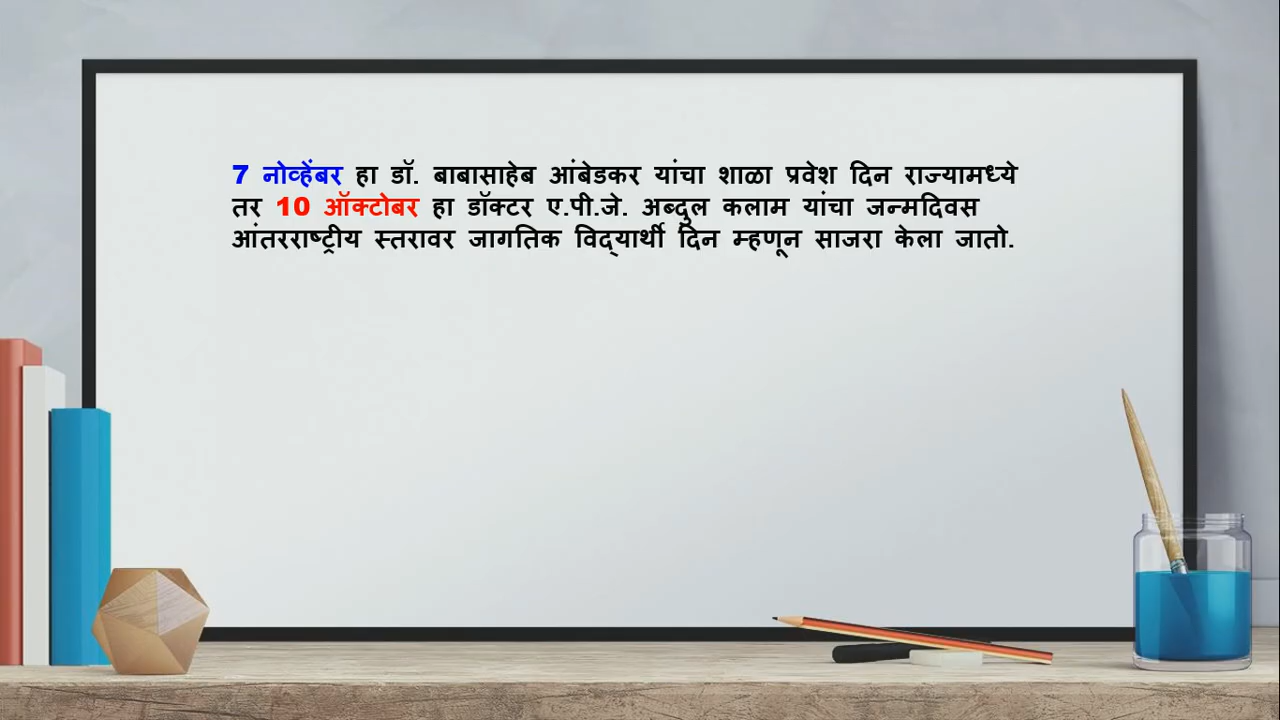 7 नोव्हेंबर हा डॉ. बाबासाहेब आंबेडकर यांचा शाळा प्रवेश दिन राज्यामध्ये
तर 10 ऑक्टोबर हा डॉक्टर ए.पी.जे. अब्दुल कलाम यांचा जन्मदिवस
आंतरराष्ट्रीय स्तरावर जागतिक विद्यार्थी दिन म्हणून साजरा केला जातो.